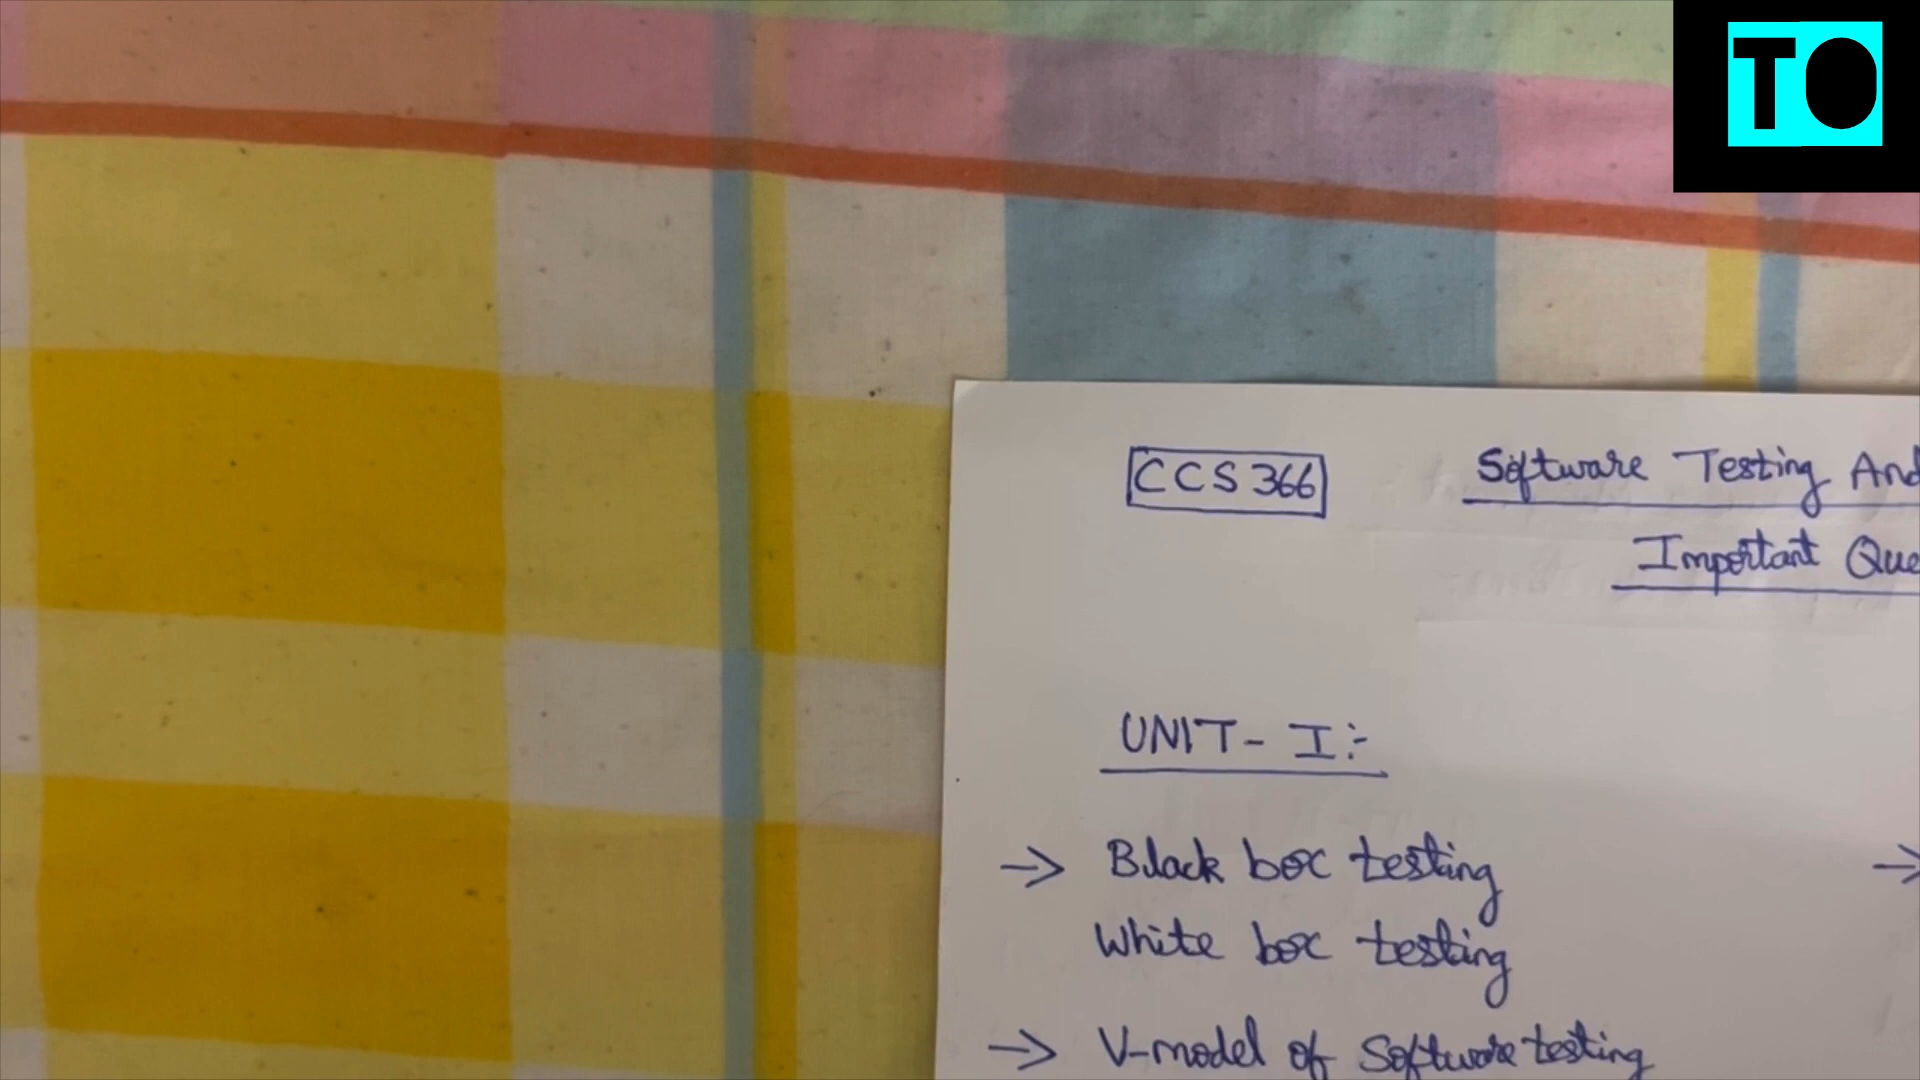 TO
CCS 366
Software Testing And
Important Que
UNIT - I :-
→ Black box testing
White box testing
→ V-model of Software testing
→